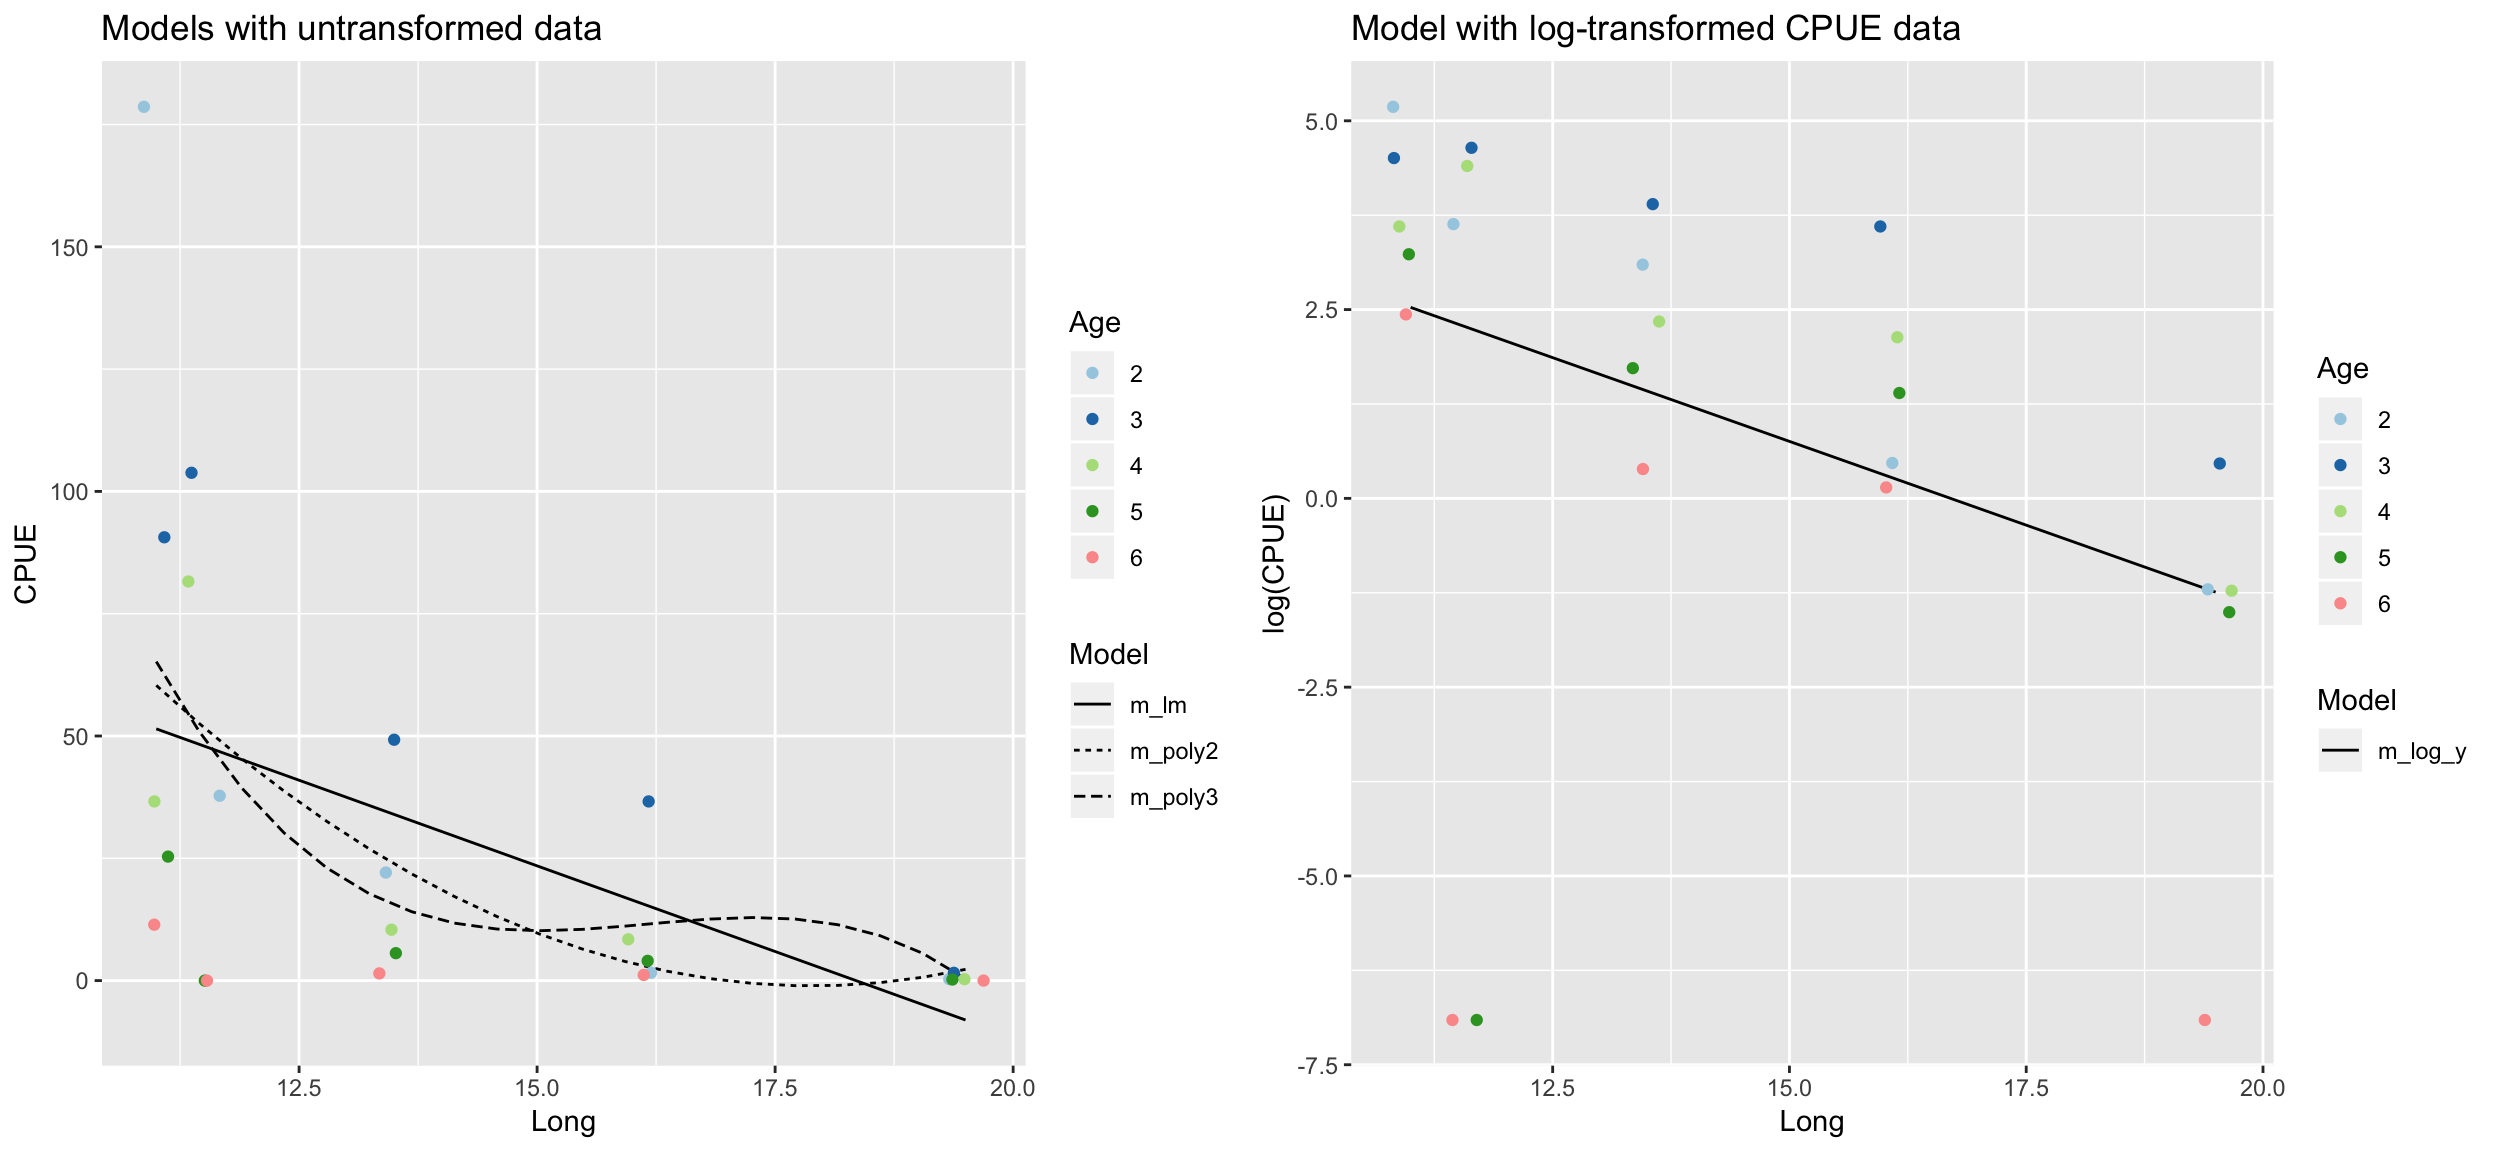 Models with untransformed data
CPUE
150
100
50
0
12.5 15.0 17.5 20.0
Long
Age
2
3
4
5
6
Model
m_lm
m_poly2
m_poly3
Model with log-transformed CPUE data
log(CPUE)
5.0
2.5
0.0
-2.5
-5.0
-7.5
12.5 15.0 17.5 20.0
Long
Age
2
3
4
5
6
Model
m_log_y